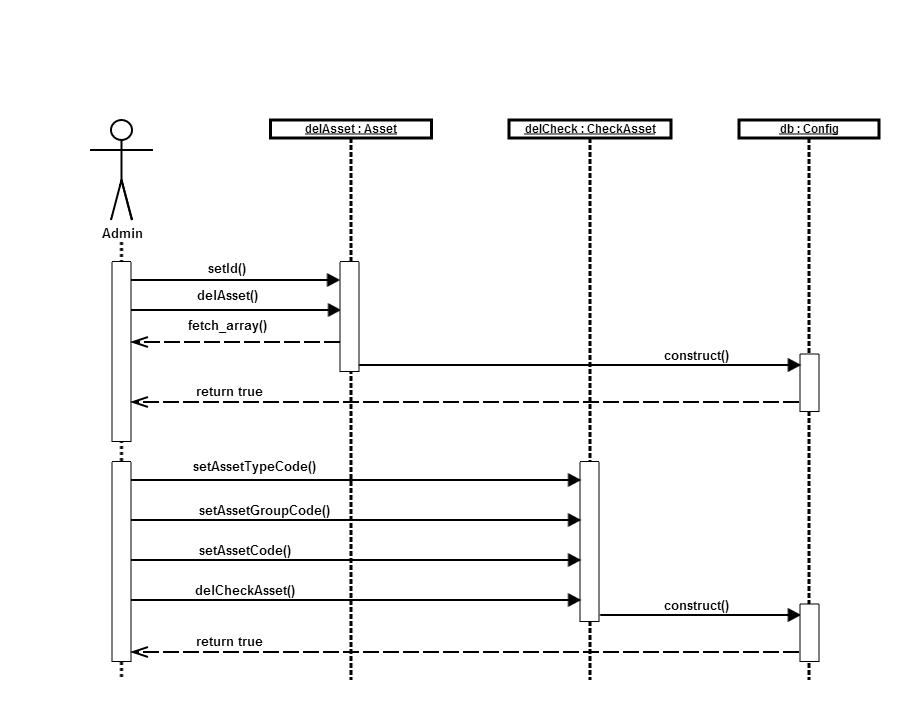 delAsset : Asset
delCheck : CheckAsset
db : Config
Admin
setId()
delAsset()
fetch_array()
construct()
return true
setAssetTypeCode()
setAssetGroupCode()
setAssetCode()
delCheckAsset()
construct()
return true